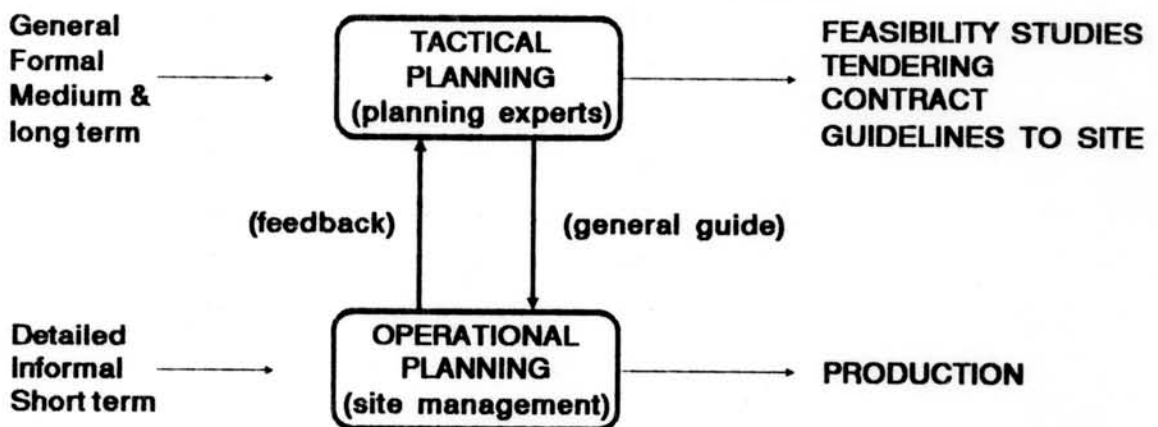 General
Formal
Medium &
long term
TACTICAL
PLANNING
(planning experts)
FEASIBILITY STUDIES
TENDERING
CONTRACT
GUIDELINES TO SITE
(feedback)
(general guide)
Detailed
Informal
Short term
OPERATIONAL
PLANNING
(site management)
PRODUCTION